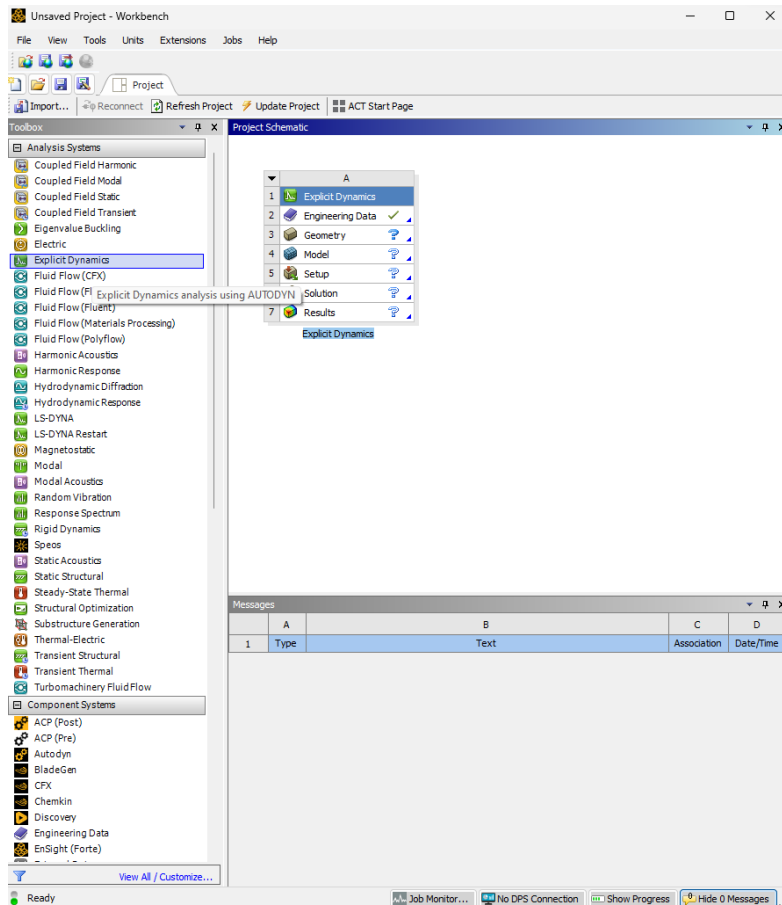 Unsaved Project - Workbench
File View Tools Units Extensions Jobs Help
Project
Import... Reconnect Refresh Project Update Project ACT Start Page
Toolbox
Analysis Systems
Coupled Field Harmonic
Coupled Field Modal
Coupled Field Static
Coupled Field Transient
Eigenvalue Buckling
Electric
Explicit Dynamics
Fluid Flow (CFX)
Fluid Flow (Fl
Explicit Dynamics analysis using AUTODYN
Fluid Flow (Fluent)
Fluid Flow (Materials Processing)
Fluid Flow (Polyflow)
Harmonic Acoustics
Harmonic Response
Hydrodynamic Diffraction
Hydrodynamic Response
LS-DYNA
LS-DYNA Restart
Magnetostatic
Modal
Modal Acoustics
Random Vibration
Response Spectrum
Rigid Dynamics
Speos
Static Acoustics
Static Structural
Steady-State Thermal
Structural Optimization
Substructure Generation
Thermal-Electric
Transient Structural
Transient Thermal
Turbomachinery Fluid Flow
Component Systems
ACP (Post)
ACP (Pre)
Autodyn
BladeGen
CFX
Chemkin
Discovery
Engineering Data
EnSight (Forte)
View All / Customize...
Project Schematic
A
1 Explicit Dynamics
2 Engineering Data
3 Geometry ?
4 Model ?
5 Setup ?
Solution ?
7 Results ?
Explicit Dynamics
Messages
A B C D
1 Type Text Association Date/Time
Ready
Job Monitor... No DPS Connection Show Progress Hide 0 Messages